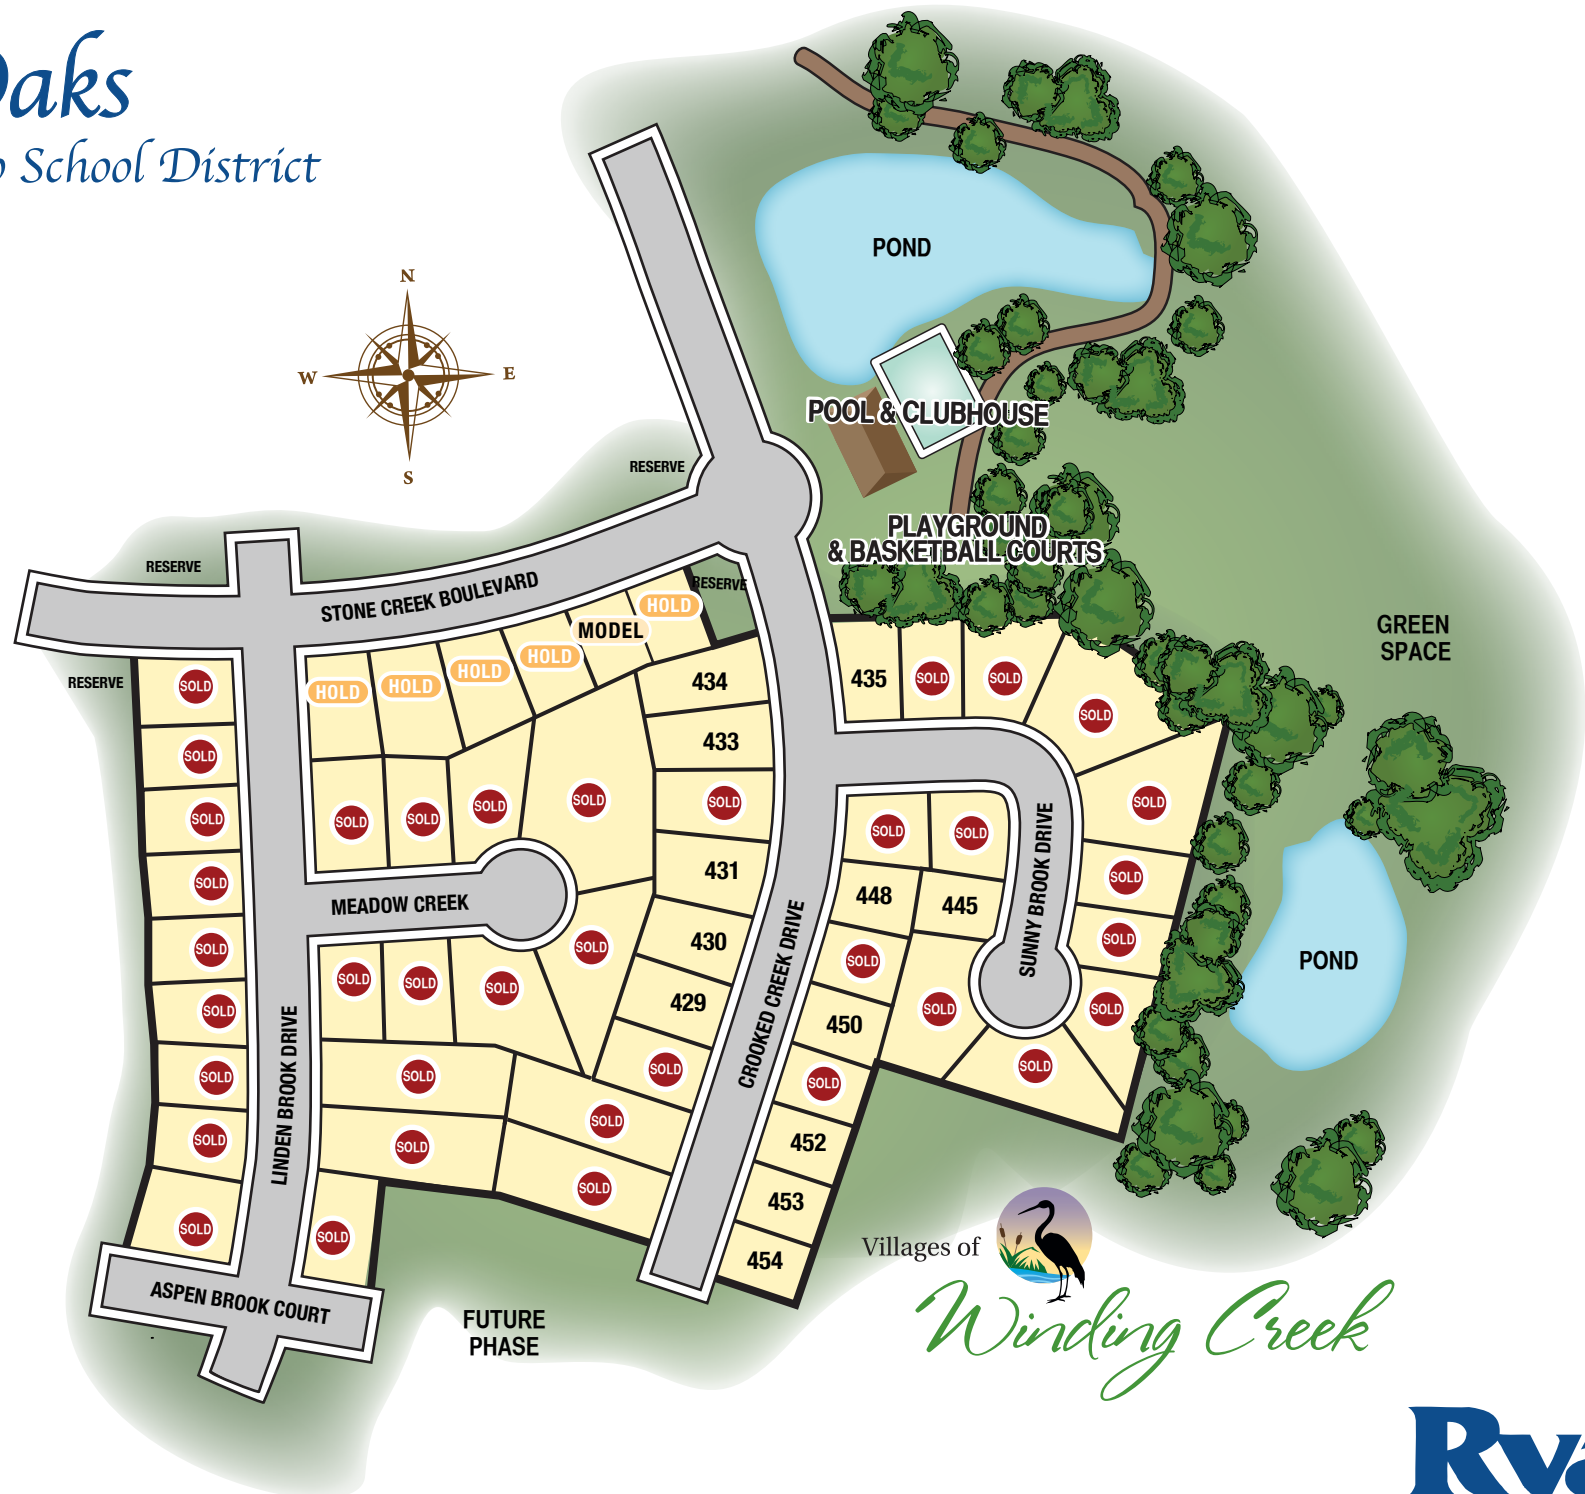 Oaks
School District
N
W
E
S
POND
POOL & CLUBHOUSE
RESERVE
PLAYGROUND
& BASKETBALL COURTS
RESERVE
STONE CREEK BOULEVARD
RESERVE
HOLD
MODEL
GREEN
SPACE
RESERVE
HOLD
HOLD
HOLD
HOLD
434
435
SOLD
SOLD
SOLD
SOLD
433
SOLD
SOLD
SOLD
SOLD
SOLD
SOLD
SOLD
SOLD
SOLD
SOLD
SOLD
SOLD
431
SOLD
SOLD
448
445
MEADOW CREEK
SUNNY BROOK DRIVE
430
SOLD
SOLD
SOLD
SOLD
POND
SOLD
SOLD
SOLD
CROOKED CREEK DRIVE
429
SOLD
SOLD
SOLD
450
LINDEN BROOK DRIVE
SOLD
SOLD
SOLD
SOLD
SOLD
SOLD
SOLD
SOLD
452
SOLD
453
SOLD
SOLD
Villages of
Winding Creek
454
ASPEN BROOK COURT
FUTURE
PHASE